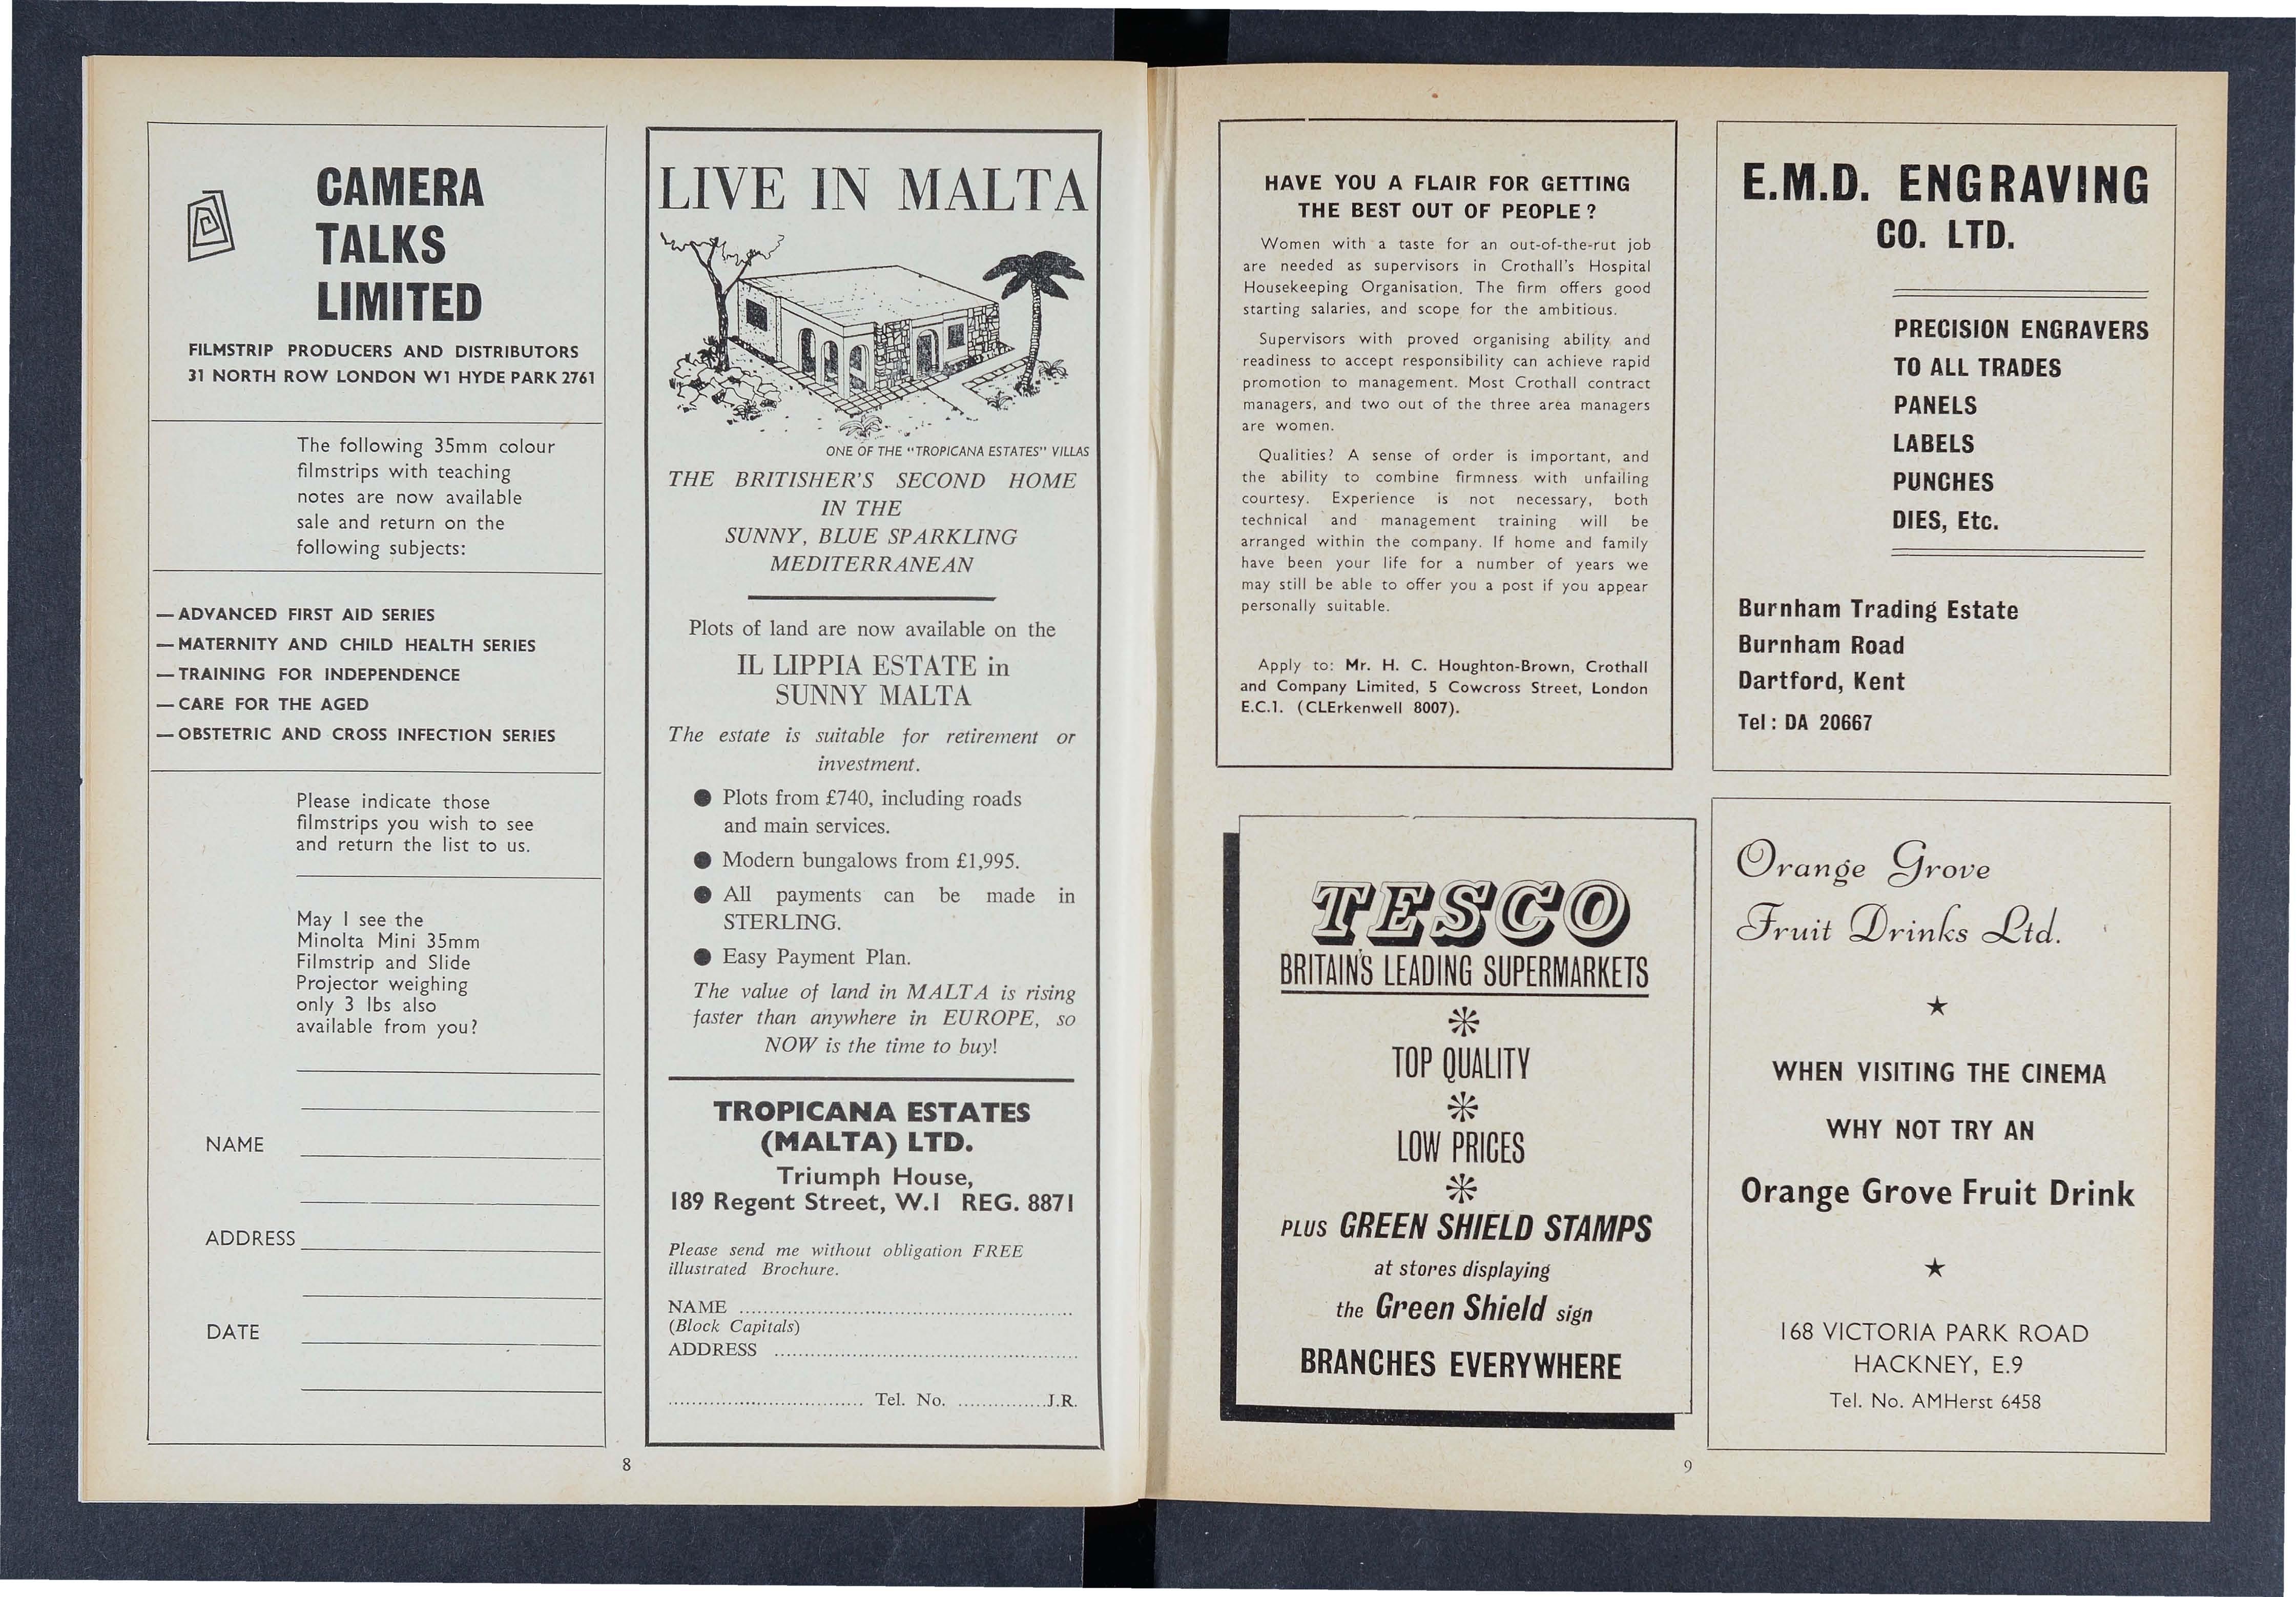 CAMERA
TALKS
LIMITED
FILMSTRIP PRODUCERS AND DISTRIBUTORS
31 NORTH ROW LONDON W1 HYDE PARK 2761
The following 35mm colour
filmstrips with teaching
notes are now available
sale and return on the
following subjects:
— ADVANCED FIRST AID SERIES
— MATERNITY AND CHILD HEALTH SERIES
— TRAINING FOR INDEPENDENCE
— CARE FOR THE AGED
— OBSTETRIC AND CROSS INFECTION SERIES
Please indicate those
filmstrips you wish to see
and return the list to us.
May I see the
Minolta Mini 35mm
Filmstrip and Slide
Projector weighing
only 3 lbs also
available from you?
NAME
ADDRESS
DATE
LIVE IN MALTA
ONE OF THE "TROPICANA ESTATES" VILLAS
THE BRITISHER'S SECOND HOME
IN THE
SUNNY, BLUE SPARKLING
MEDITERRANEAN
Plots of land are now available on the
IL LIPPIA ESTATE in
SUNNY MALTA
The estate is suitable for retirement or
investment.
● Plots from £740, including roads
and main services.
● Modern bungalows from £1,995.
● All payments can be made in
STERLING.
● Easy Payment Plan.
The value of land in MALTA is rising
faster than anywhere in EUROPE, so
NOW is the time to buy!
TROPICANA ESTATES
(MALTA) LTD.
Triumph House,
189 Regent Street, W.1 REG. 8871
Please send me without obligation FREE
illustrated Brochure.
NAME ........................................
(Block Capitals)
ADDRESS ........................................
................................ Tel. No. ...............J.R.
8
HAVE YOU A FLAIR FOR GETTING
THE BEST OUT OF PEOPLE?
Women with a taste for an out-of-the-rut job
are needed as supervisors in Crothall's Hospital
Housekeeping Organisation. The firm offers good
starting salaries, and scope for the ambitious.
Supervisors with proved organising ability and
readiness to accept responsibility can achieve rapid
promotion to management. Most Crothall contract
managers, and two out of the three area managers
are women.
Qualities? A sense of order is important, and
the ability to combine firmness with unfailing
courtesy. Experience is not necessary, both
technical and management training will be
arranged within the company. If home and family
have been your life for a number of years we
may still be able to offer you a post if you appear
personally suitable.
Apply to: Mr. H. C. Houghton-Brown, Crothall
and Company Limited, 5 Cowcross Street, London
E.C.1. (CLErkenwell 8007).
TESCO
BRITAIN'S LEADING SUPERMARKETS
TOP QUALITY
LOW PRICES
PLUS GREEN SHIELD STAMPS
at stores displaying
the Green Shield sign
BRANCHES EVERYWHERE
E.M.D. ENGRAVING
CO. LTD.
PRECISION ENGRAVERS
TO ALL TRADES
PANELS
LABELS
PUNCHES
DIES, Etc.
Burnham Trading Estate
Burnham Road
Dartford, Kent
Tel : DA 20667
Orange Grove
Fruit Drinks Ltd.
★
WHEN VISITING THE CINEMA
WHY NOT TRY AN
Orange Grove Fruit Drink
★
168 VICTORIA PARK ROAD
HACKNEY, E.9
Tel. No. AMHerst 6458
9